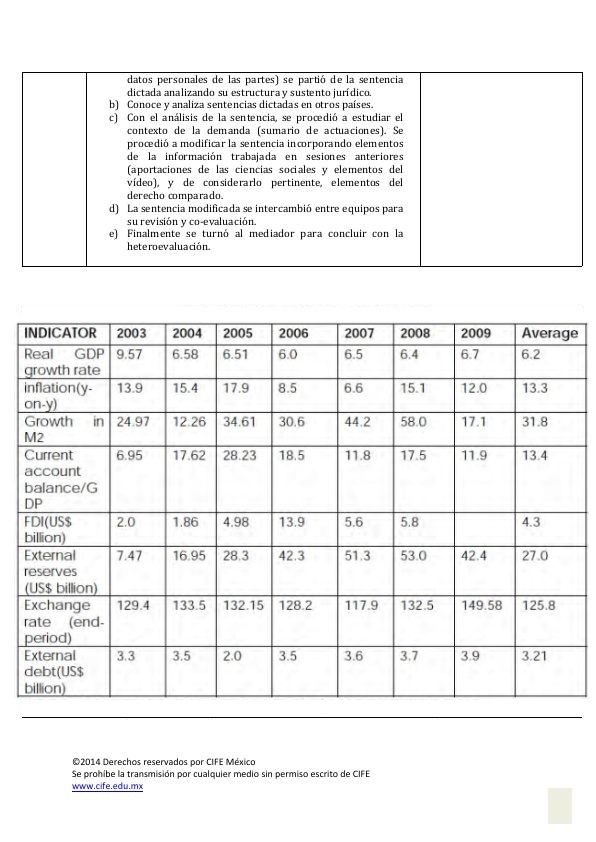 datos personales de las partes) se partió de la sentencia
dictada analizando su estructura y sustento jurídico.
b) Conoce y analiza sentencias dictadas en otros países.
c) Con el análisis de la sentencia, se procedió a estudiar el
contexto de la demanda (sumario de actuaciones). Se
procedió a modificar la sentencia incorporando elementos
de la información trabajada en sesiones anteriores
(aportaciones de las ciencias sociales y elementos del
vídeo), y de considerarlo pertinente, elementos del
derecho comparado.
d) La sentencia modificada se intercambió entre equipos para
su revisión y co-evaluación.
e) Finalmente se turnó al mediador para concluir con la
heteroevaluación.
INDICATOR 2003 2004 2005 2006 2007 2008 2009 Average
Real GDP 9.57 6.58 6.51 6.0 6.5 6.4 6.7 6.2
growth rate
inflation(y- 13.9 15.4 17.9 8.5 6.6 15.1 12.0 13.3
on-y)
Growth in 24.97 12.26 34.61 30.6 44.2 58.0 17.1 31.8
M2
Current 6.95 17.62 28.23 18.5 11.8 17.5 11.9 13.4
account
balance/G
DP
FDI(US$ 2.0 1.86 4.98 13.9 5.6 5.8 4.3
billion)
External 7.47 16.95 28.3 42.3 51.3 53.0 42.4 27.0
reserves
(US$ billion)
Exchange 129.4 133.5 132.15 128.2 117.9 132.5 149.58 125.8
rate (end-
period)
External 3.3 3.5 2.0 3.5 3.6 3.7 3.9 3.21
debt(US$
billion)
©2014 Derechos reservados por CIFE México
Se prohíbe la transmisión por cualquier medio sin permiso escrito de CIFE
www.cife.edu.mx